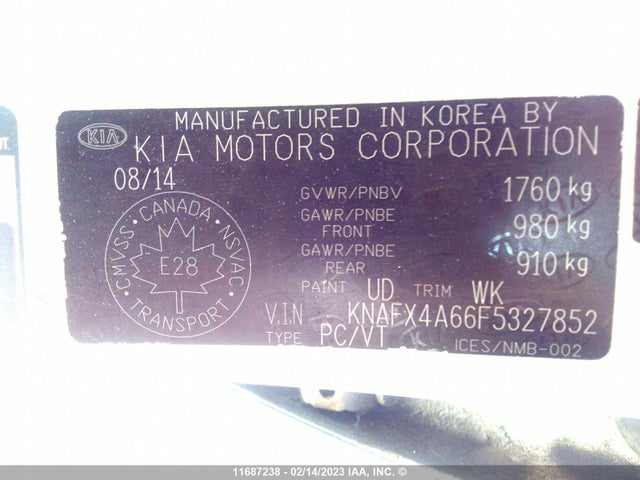 MANUFACTURED IN KOREA BY
KIA
KIA MOTORS CORPORATION
08/14
GVWR/PNBV 1760 kg
GAWR/PNBE
FRONT 980 kg
GAWR/PNBE
REAR 910 kg
PAINT UD TRIM WK
V.I.N KNAFX4A66F5327852
TYPE PC/VT ICES/NMB-002
CANADA
CMVSS · NSVAC
E28
TRANSPORT
11687238 - 02/14/2023 IAA, INC. ©